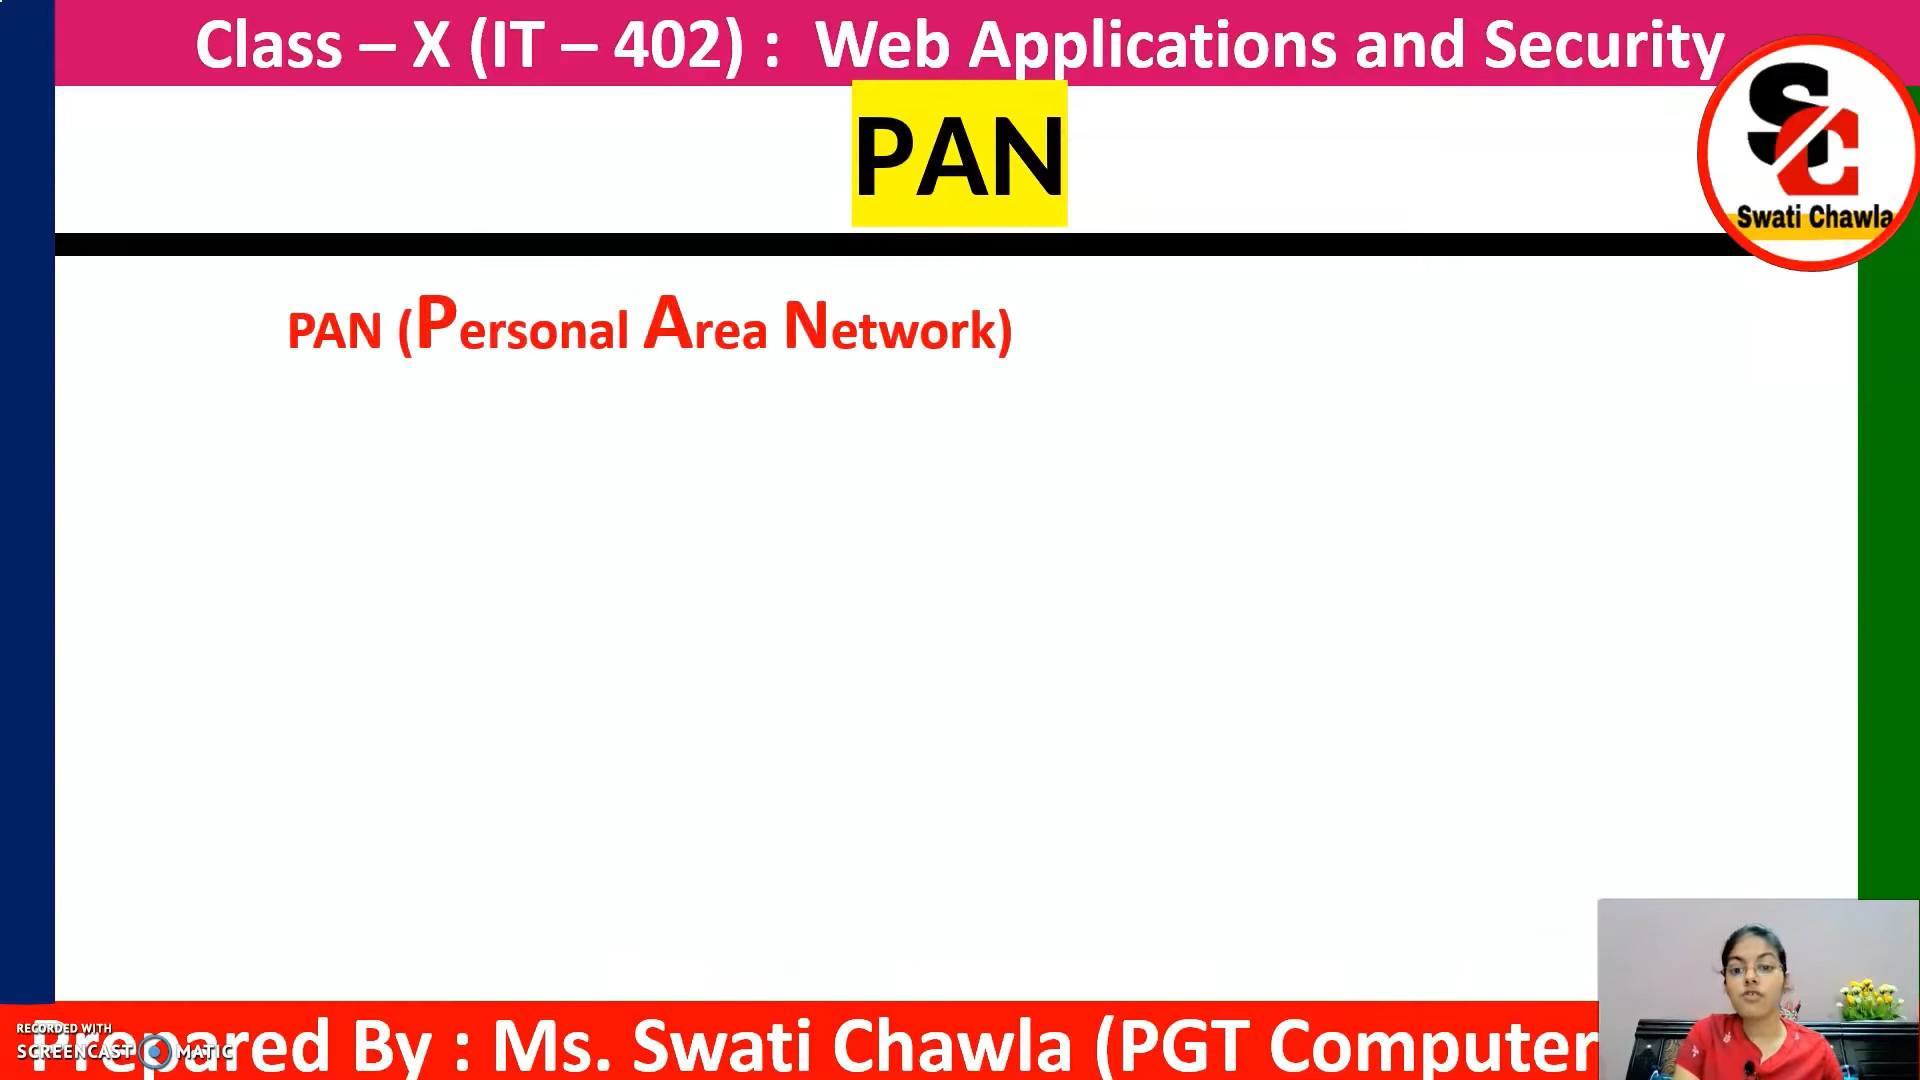 Class – X (IT – 402) : Web Applications and Security
PAN
SC
Swati Chawla
PAN (Personal Area Network)
Prepared By : Ms. Swati Chawla (PGT Computer
RECORDED WITH
SCREENCAST MATIC